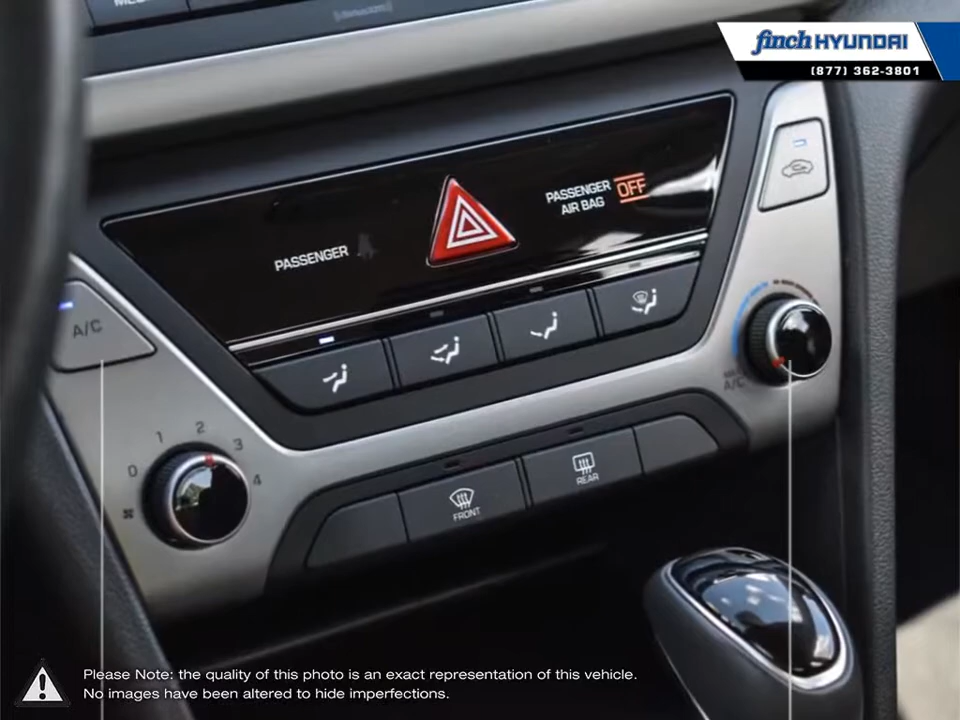 finch HYUNDAI
(877) 362-3801
PASSENGER OFF
AIR BAG
PASSENGER
A/C
0 1 2 3 4
A/C
FRONT
REAR
Please Note: the quality of this photo is an exact representation of this vehicle.
No images have been altered to hide imperfections.